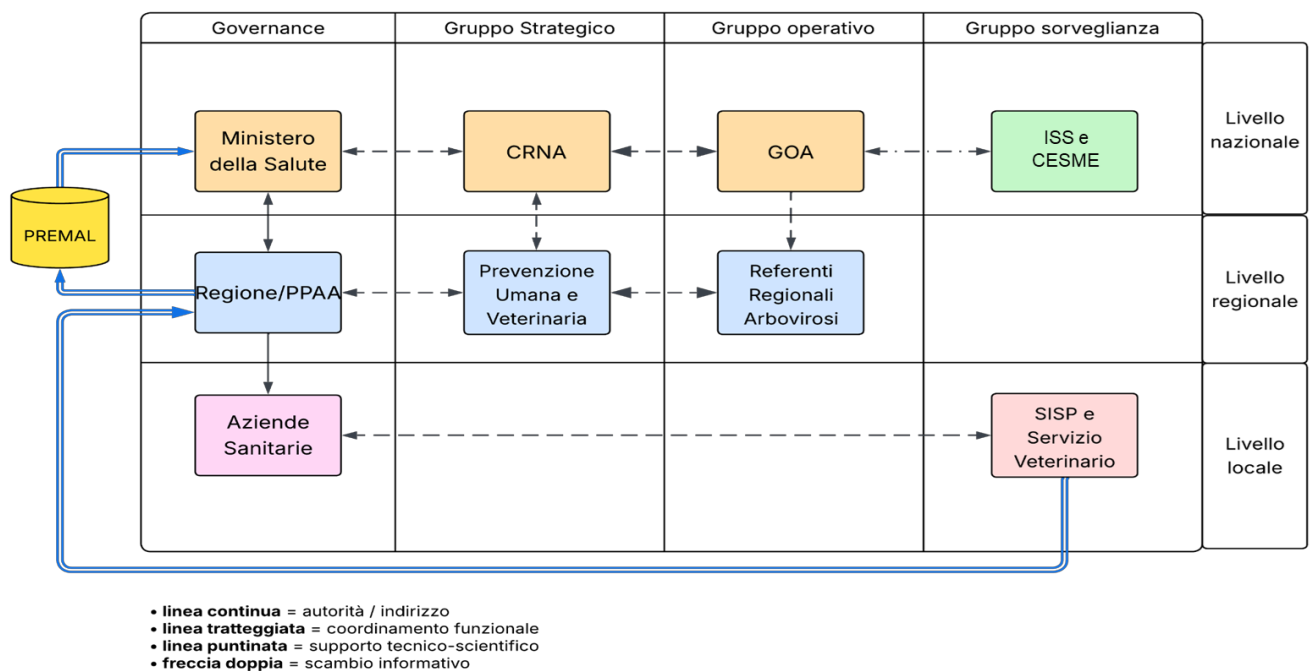 Governance
Gruppo Strategico
Gruppo operativo
Gruppo sorveglianza
Ministero
della Salute
CRNA
GOA
ISS e
CESME
Livello
nazionale
PREMAL
Regione/PPAA
Prevenzione
Umana e
Veterinaria
Referenti
Regionali
Arbovirosi
Livello
regionale
Aziende
Sanitarie
SISP e
Servizio
Veterinario
Livello
locale
• linea continua = autorità / indirizzo
• linea tratteggiata = coordinamento funzionale
• linea puntinata = supporto tecnico-scientifico
• freccia doppia = scambio informativo